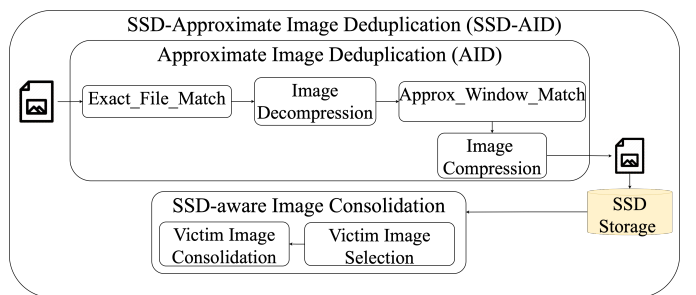 SSD-Approximate Image Deduplication (SSD-AID)
Approximate Image Deduplication (AID)
Exact_File_Match
Image
Decompression
Approx_Window_Match
Image
Compression
SSD
Storage
SSD-aware Image Consolidation
Victim Image
Consolidation
Victim Image
Selection